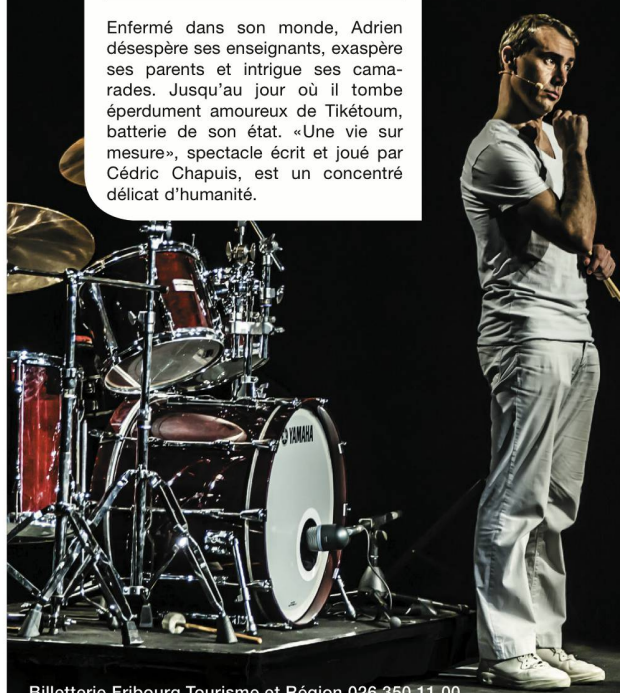 Enfermé dans son monde, Adrien
désespère ses enseignants, exaspère
ses parents et intrigue ses cama-
rades. Jusqu'au jour où il tombe
éperdument amoureux de Tikétoum,
batterie de son état. «Une vie sur
mesure», spectacle écrit et joué par
Cédric Chapuis, est un concentré
délicat d'humanité.
YAMAHA
Billetterie Fribourg Tourisme et Région 026 350 11 00